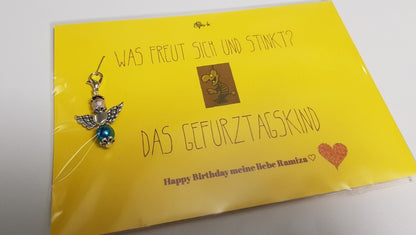 WAS FREUT SICH UND STINKT?
DAS GEFURZTAGSKIND
Happy Birthday meine liebe Ramiza♡